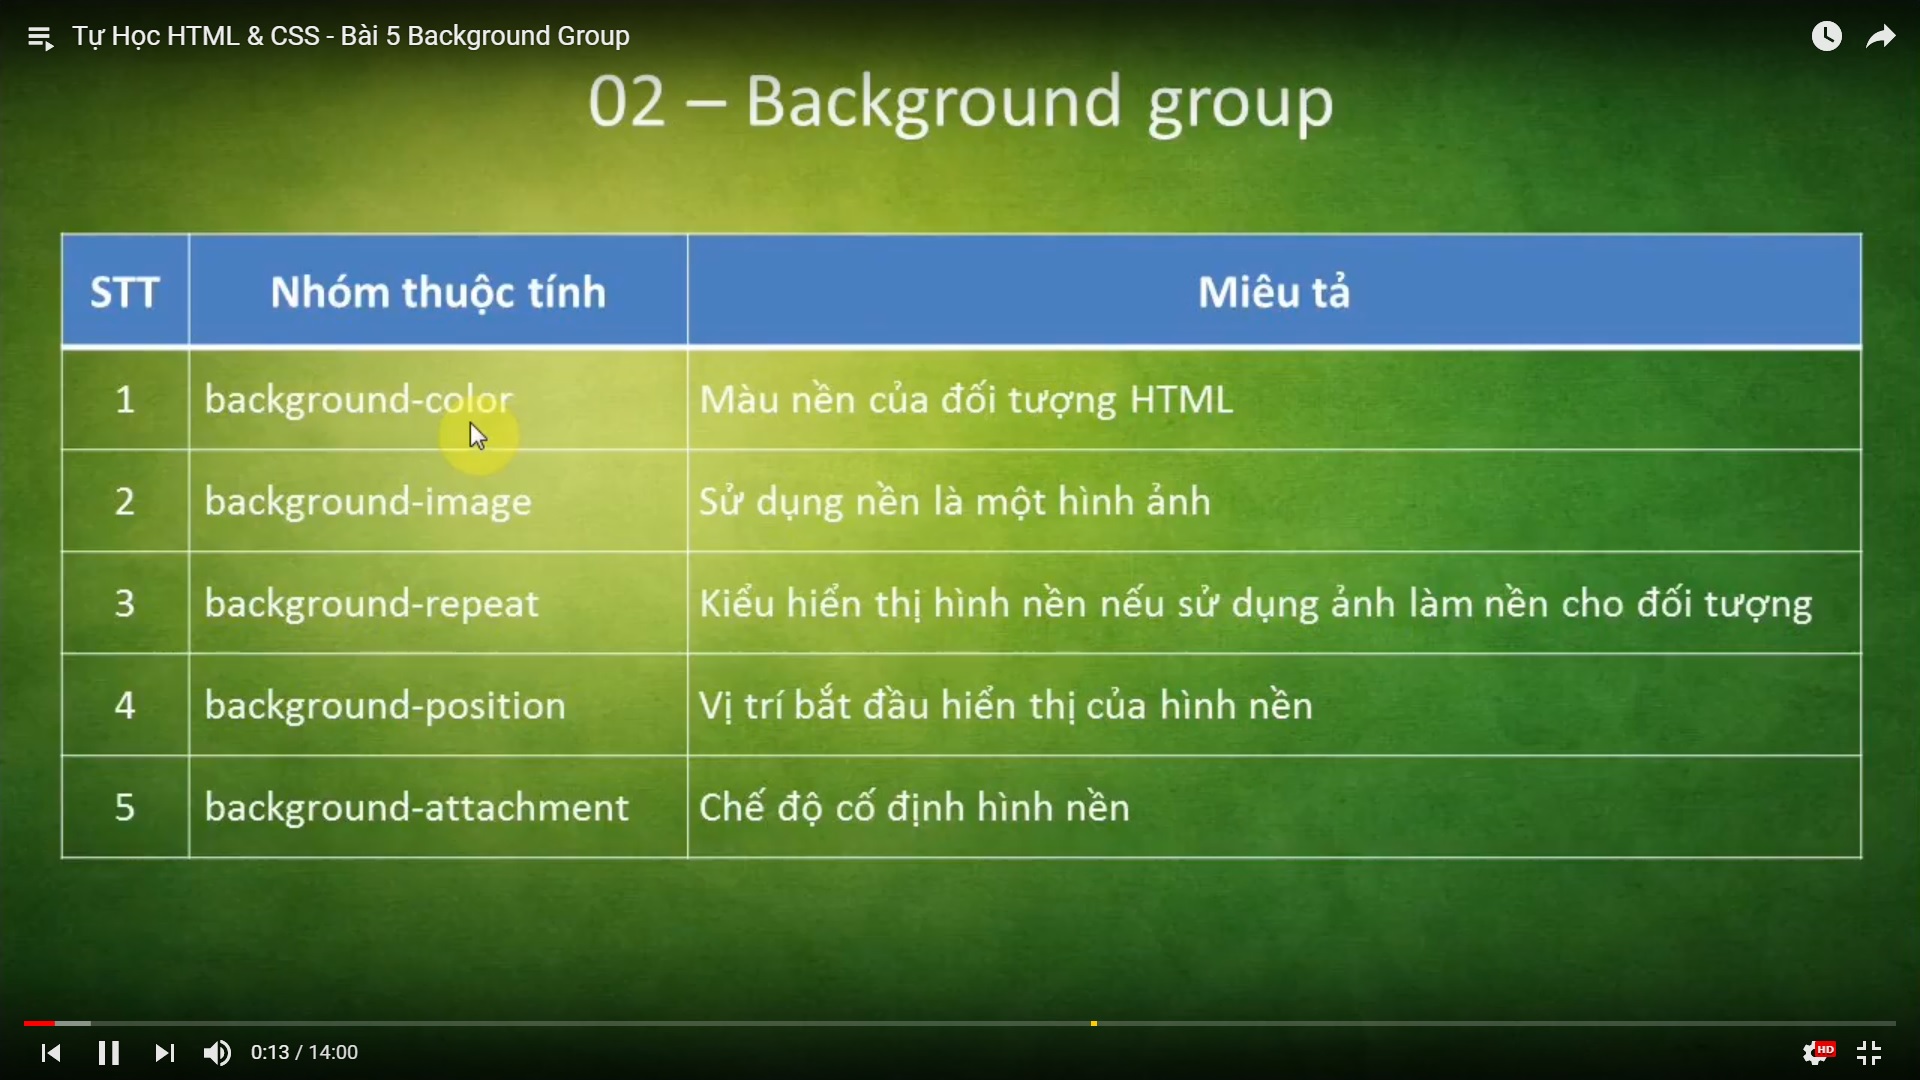 Tự Học HTML & CSS - Bài 5 Background Group
02 – Background group
STT Nhóm thuộc tính Miêu tả
1 background-color Màu nền của đối tượng HTML
2 background-image Sử dụng nền là một hình ảnh
3 background-repeat Kiểu hiển thị hình nền nếu sử dụng ảnh làm nền cho đối tượng
4 background-position Vị trí bắt đầu hiển thị của hình nền
5 background-attachment Chế độ cố định hình nền
0:13 / 14:00
HD